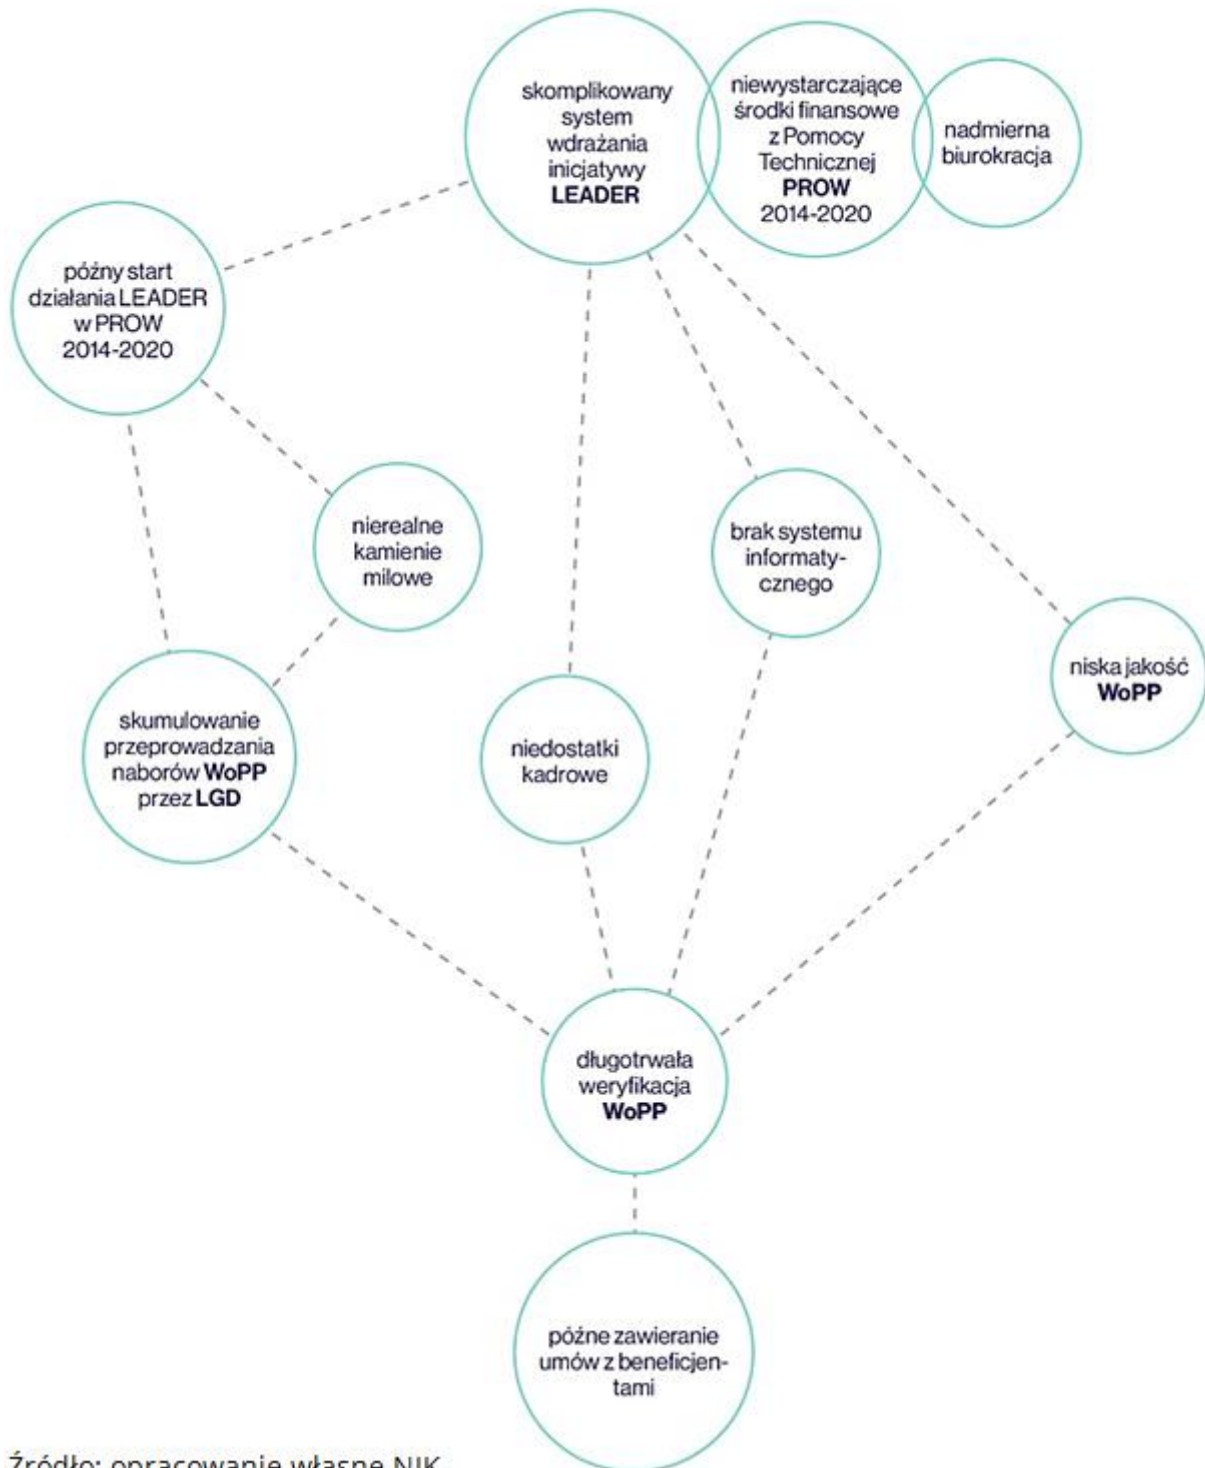 skomplikowany
system
wdrażania
inicjatywy
LEADER
niewystarczające
środki finansowe
z Pomocy
Technicznej
PROW
2014-2020
nadmierna
biurokracja
późny start
działania LEADER
w PROW
2014-2020
nierealne
kamienie
milowe
brak systemu
informaty-
cznego
niska jakość
WoPP
skumulowanie
przeprowadzania
naborów WoPP
przez LGD
niedostatki
kadrowe
długotrwała
weryfikacja
WoPP
późne zawieranie
umów z beneficjen-
tami
Źródło: opracowanie własne NIK